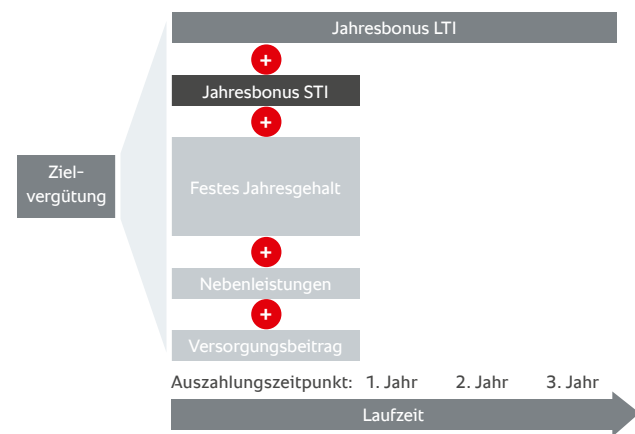 Jahresbonus LTI
+
Jahresbonus STI
+
Festes Jahresgehalt
Ziel-
vergütung
+
Nebenleistungen
+
Versorgungsbeitrag
Auszahlungszeitpunkt: 1. Jahr 2. Jahr 3. Jahr
Laufzeit